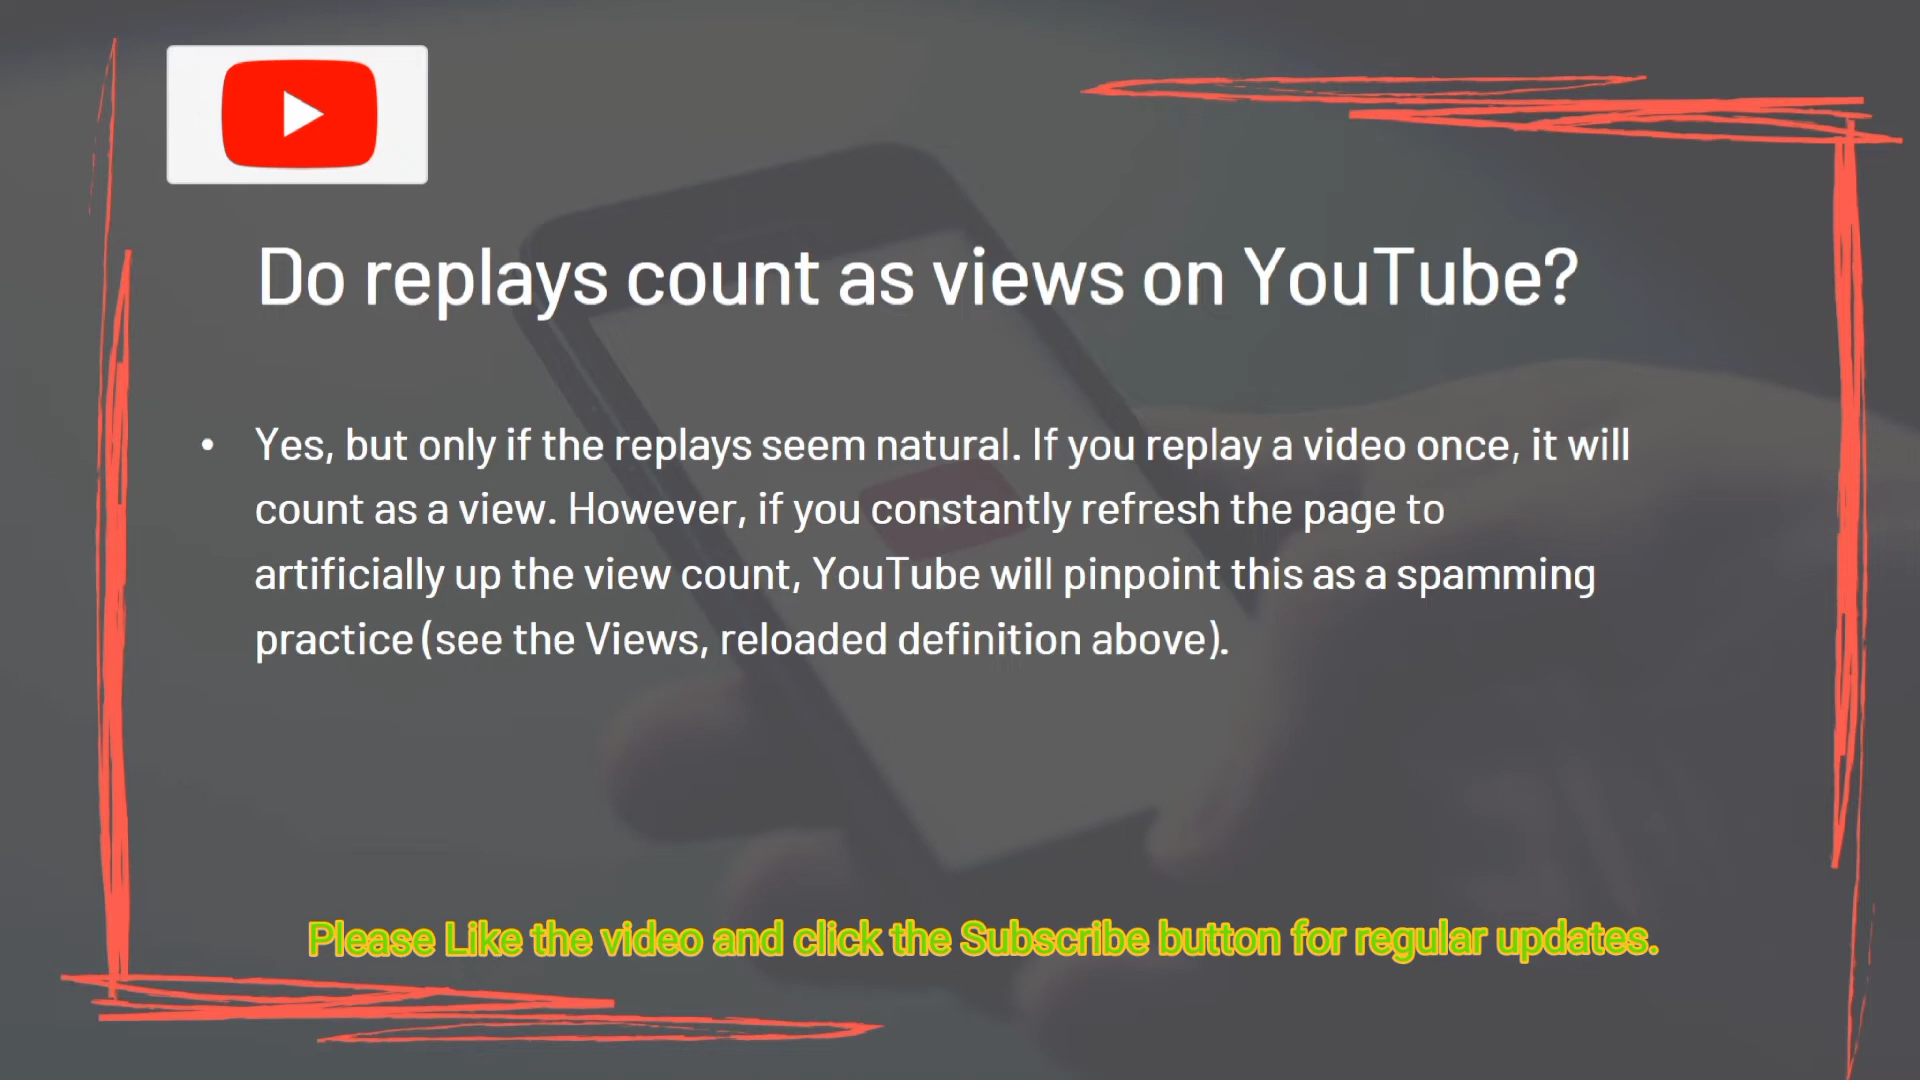 Do replays count as views on YouTube?
• Yes, but only if the replays seem natural. If you replay a video once, it will
count as a view. However, if you constantly refresh the page to
artificially up the view count, YouTube will pinpoint this as a spamming
practice (see the Views, reloaded definition above).
Please Like the video and click the Subscribe button for regular updates.